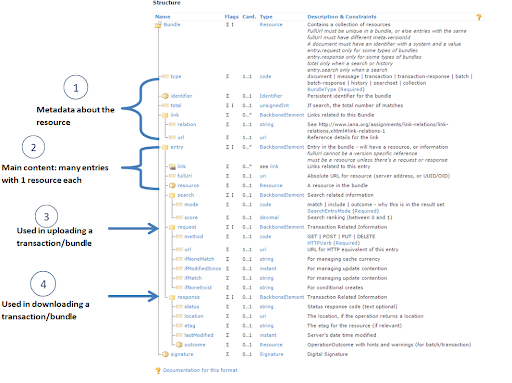 Structure
Name Flags Card. Type Description & Constraints
Bundle Σ I Resource Contains a collection of resources
fullUrl must be unique in a bundle, or else entries with the same
fullUrl must have different meta.versionId
A document must have an identifier with a system and a value
entry.request only for some types of bundles
entry.response only for some types of bundles
total only when a search or history
entry.search only when a search
type Σ 1..1 code document | message | transaction | transaction-response | batch |
batch-response | history | searchset | collection
BundleType (Required)
identifier Σ 0..1 Identifier Persistent identifier for the bundle
total Σ I 0..1 unsignedInt If search, the total number of matches
link Σ 0..* BackboneElement Links related to this Bundle
relation Σ 1..1 string See http://www.iana.org/assignments/link-relations/link-
relations.xhtml#link-relations-1
url Σ 1..1 uri Reference details for the link
entry Σ I 0..* BackboneElement Entry in the bundle - will have a resource, or information
fullUrl cannot be a version specific reference
must be a resource unless there's a request or response
link Σ 0..* see link Links related to this entry
fullUrl Σ 0..1 uri Absolute URL for resource (server address, or UUID/OID)
resource Σ 0..1 Resource A resource in the bundle
search Σ I 0..1 BackboneElement Search related information
mode Σ 0..1 code match | include | outcome - why this is in the result set
SearchEntryMode (Required)
score Σ 0..1 decimal Search ranking (between 0 and 1)
request Σ I 0..1 BackboneElement Transaction Related Information
method Σ 1..1 code GET | POST | PUT | DELETE
HTTPVerb (Required)
url Σ 1..1 uri URL for HTTP equivalent of this entry
ifNoneMatch Σ 0..1 string For managing cache currency
ifModifiedSince Σ 0..1 instant For managing update contention
ifMatch Σ 0..1 string For managing update contention
ifNoneExist Σ 0..1 string For conditional creates
response Σ I 0..1 BackboneElement Transaction Related Information
status Σ 1..1 string Status response code (text optional)
location Σ 0..1 uri The location, if the operation returns a location
etag Σ 0..1 string The etag for the resource (if relevant)
lastModified Σ 0..1 instant Server's date time modified
outcome Σ 0..1 Resource OperationOutcome with hints and warnings (for batch/transaction)
signature Σ 0..1 Signature Digital Signature
Documentation for this format
1
Metadata about the
resource
2
Main content: many entries
with 1 resource each
3
Used in uploading a
transaction/bundle
4
Used in downloading a
transaction/bundle